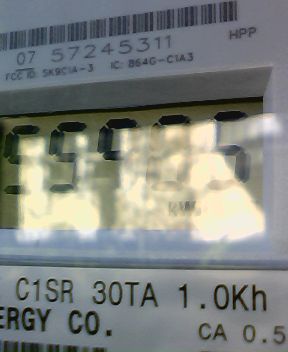 07 57245311
HPP
FCC ID: SK9C1A-3 IC: 864G-C1A3
C1SR 30TA 1.0Kh
ERGY CO.
CA 0.5